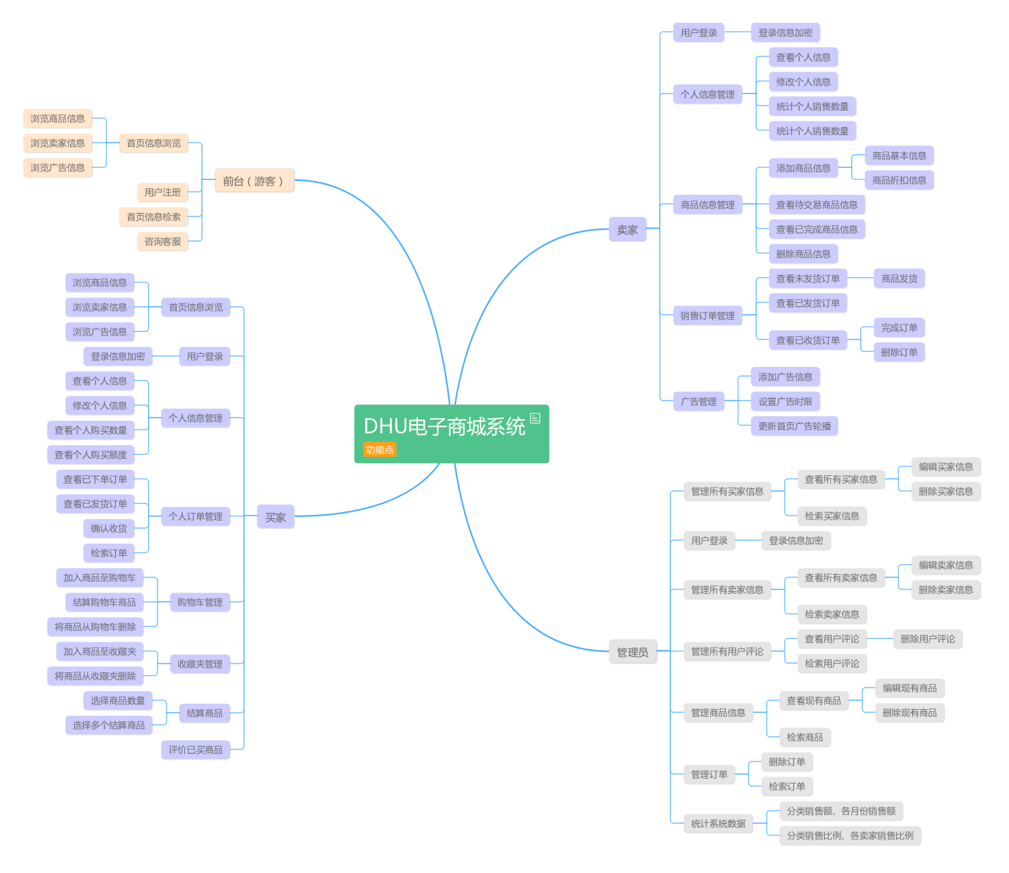 DHU电子商城系统
功能点
前台（游客）
首页信息浏览
浏览商品信息
浏览卖家信息
浏览广告信息
用户注册
首页信息检索
咨询客服
买家
首页信息浏览
浏览商品信息
浏览卖家信息
浏览广告信息
用户登录
登录信息加密
个人信息管理
查看个人信息
修改个人信息
查看个人购买数量
查看个人购买额度
个人订单管理
查看已下单订单
查看已发货订单
确认收货
检索订单
购物车管理
加入商品至购物车
结算购物车商品
将商品从购物车删除
收藏夹管理
加入商品至收藏夹
将商品从收藏夹删除
结算商品
选择商品数量
选择多个结算商品
评价已买商品
卖家
用户登录
登录信息加密
个人信息管理
查看个人信息
修改个人信息
统计个人销售数量
统计个人销售数量
商品信息管理
添加商品信息
商品基本信息
商品折扣信息
查看待交易商品信息
查看已完成商品信息
删除商品信息
销售订单管理
查看未发货订单
商品发货
查看已发货订单
查看已收货订单
完成订单
删除订单
广告管理
添加广告信息
设置广告时限
更新首页广告轮播
管理员
管理所有买家信息
查看所有买家信息
编辑买家信息
删除买家信息
检索买家信息
用户登录
登录信息加密
管理所有卖家信息
查看所有卖家信息
编辑卖家信息
删除卖家信息
检索卖家信息
管理所有用户评论
查看用户评论
删除用户评论
检索用户评论
管理商品信息
查看现有商品
编辑现有商品
删除现有商品
检索商品
管理订单
删除订单
检索订单
统计系统数据
分类销售额、各月份销售额
分类销售比例、各卖家销售比例